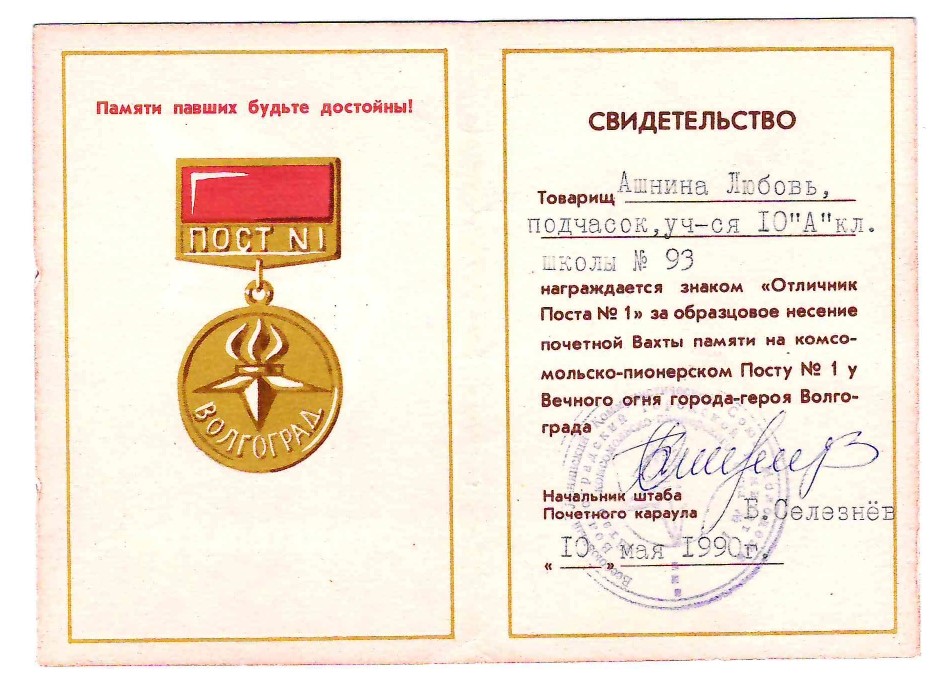 Памяти павших будьте достойны!
ПОСТ N1
ВОЛГОГРАД
СВИДЕТЕЛЬСТВО
Товарищ Ашнина Любовь,
подчасок,уч-ся IO"А"кл.
школы № 93
награждается знаком «Отличник
Поста № 1» за образцовое несение
почетной Вахты памяти на комсо-
мольско-пионерском Посту № 1 у
Вечного огня города-героя Волго-
града
Начальник штаба
Почетного караула В.Селезнёв
«IO» мая 1990г.